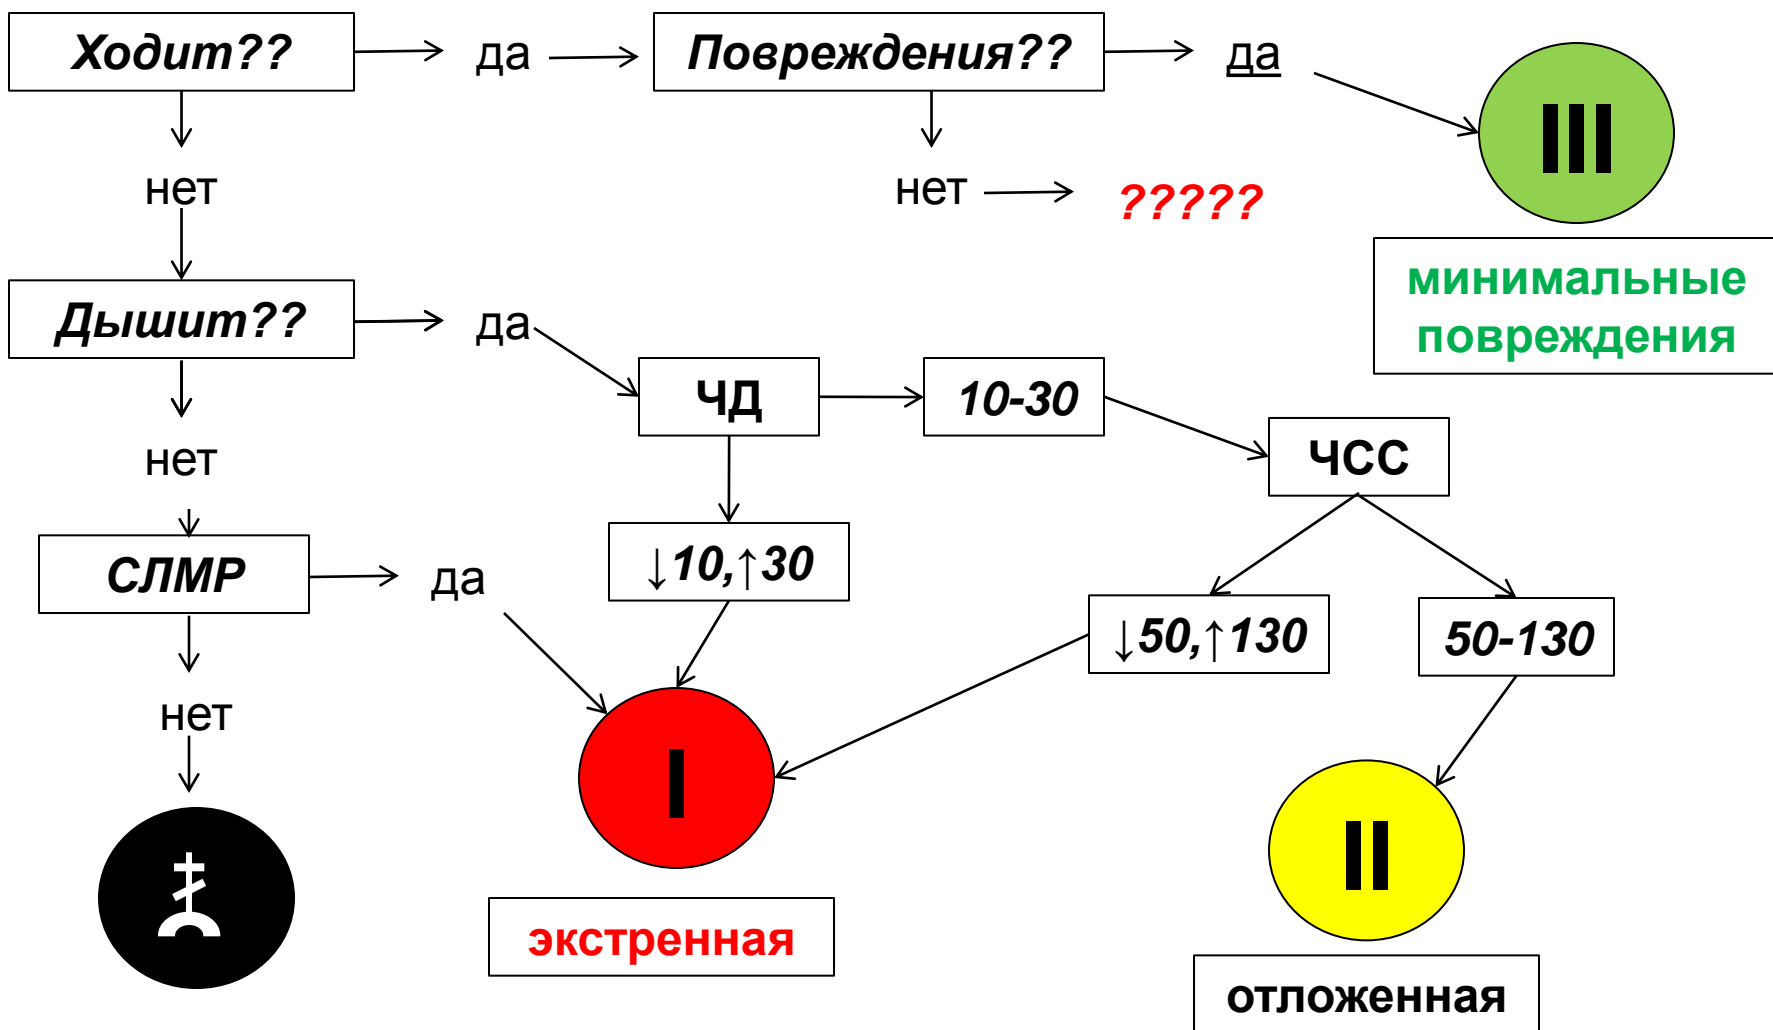 Ходит??
да
Повреждения??
да
III
нет
нет
?????
минимальные
повреждения
Дышит??
да
ЧД
10-30
ЧСС
нет
СЛМР
да
↓10,↑30
↓50,↑130
50-130
нет
I
II
экстренная
отложенная